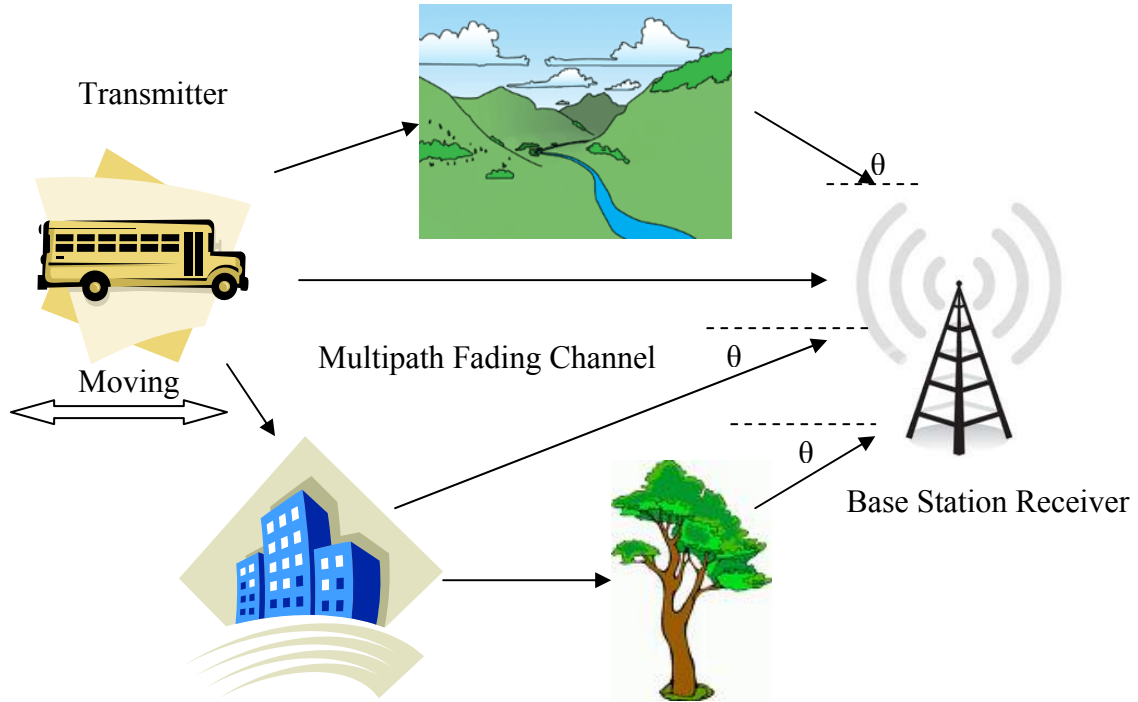 Transmitter
θ
Multipath Fading Channel
θ
Moving
θ
Base Station Receiver